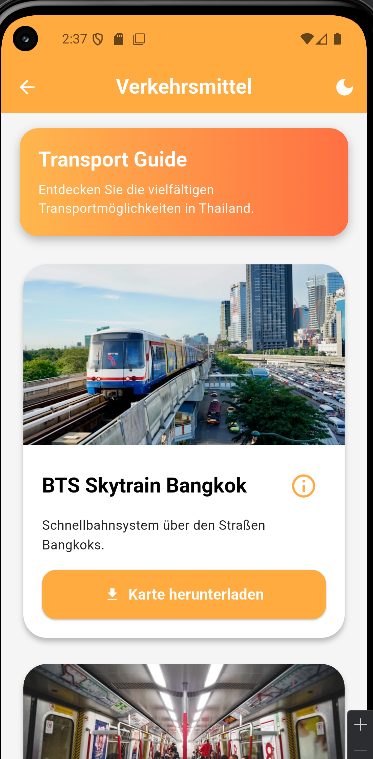 2:37
Verkehrsmittel
Transport Guide
Entdecken Sie die vielfältigen
Transportmöglichkeiten in Thailand.
BTS Skytrain Bangkok
Schnellbahnsystem über den Straßen
Bangkoks.
Karte herunterladen